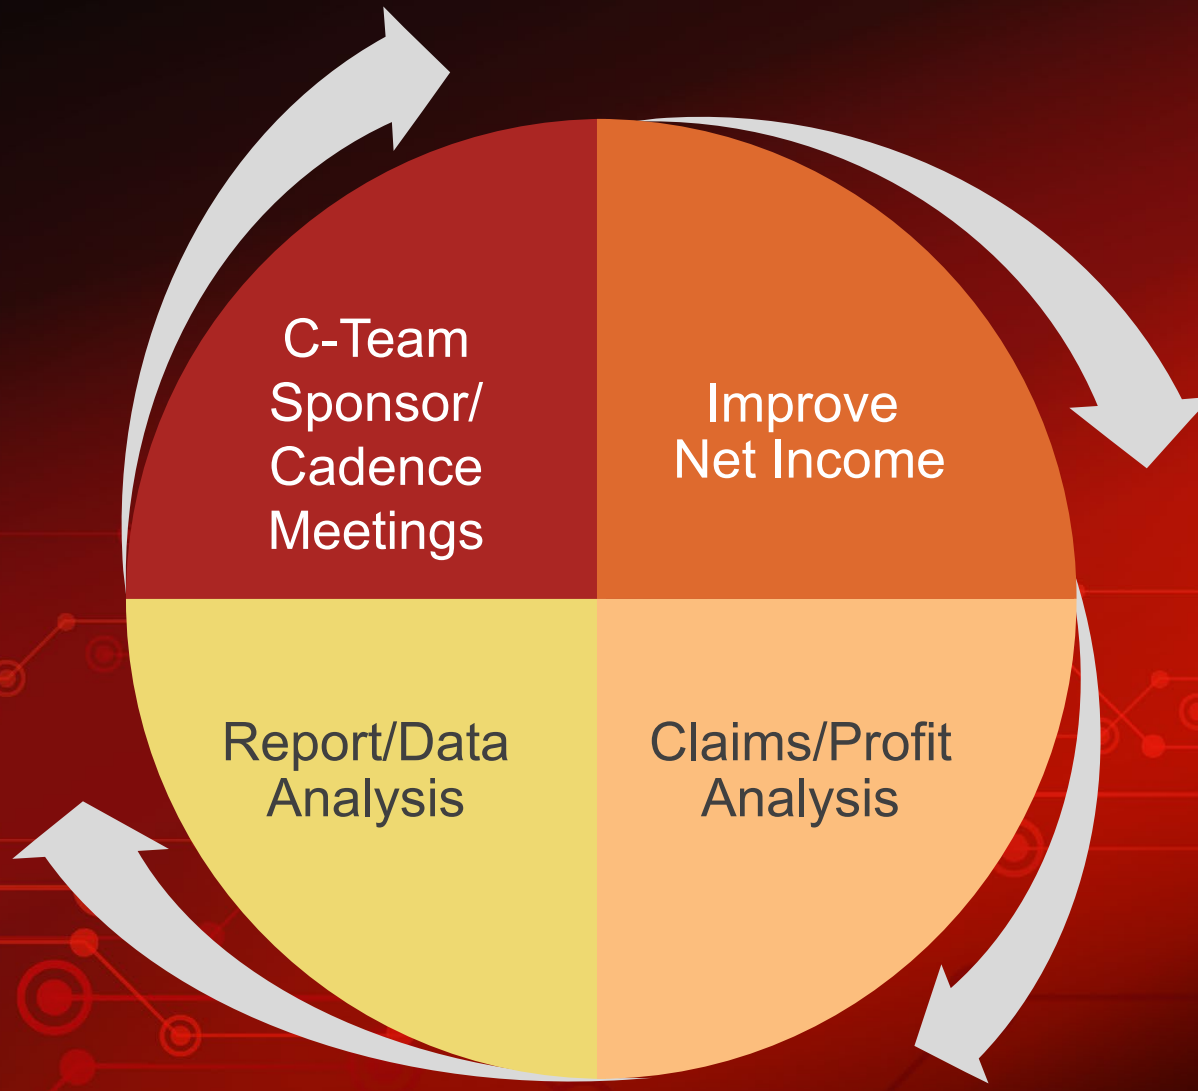 C-Team
Sponsor/
Cadence
Meetings
Improve
Net Income
Report/Data
Analysis
Claims/Profit
Analysis